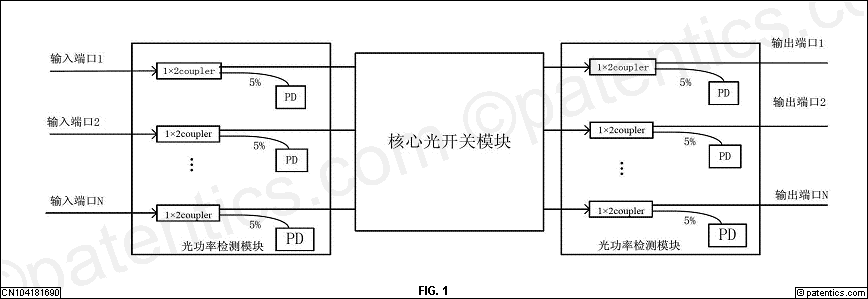 输入端口1
1×2coupler
5%
PD
输入端口2
1×2coupler
5%
PD
⋮
输入端口N
1×2coupler
5%
PD
光功率检测模块
核心光开关模块
输出端口1
1×2coupler
5%
PD
输出端口2
1×2coupler
5%
PD
⋮
输出端口N
1×2coupler
5%
PD
光功率检测模块
©patentics.com
©patentics.com
CN104181690
FIG. 1
© patentics.com